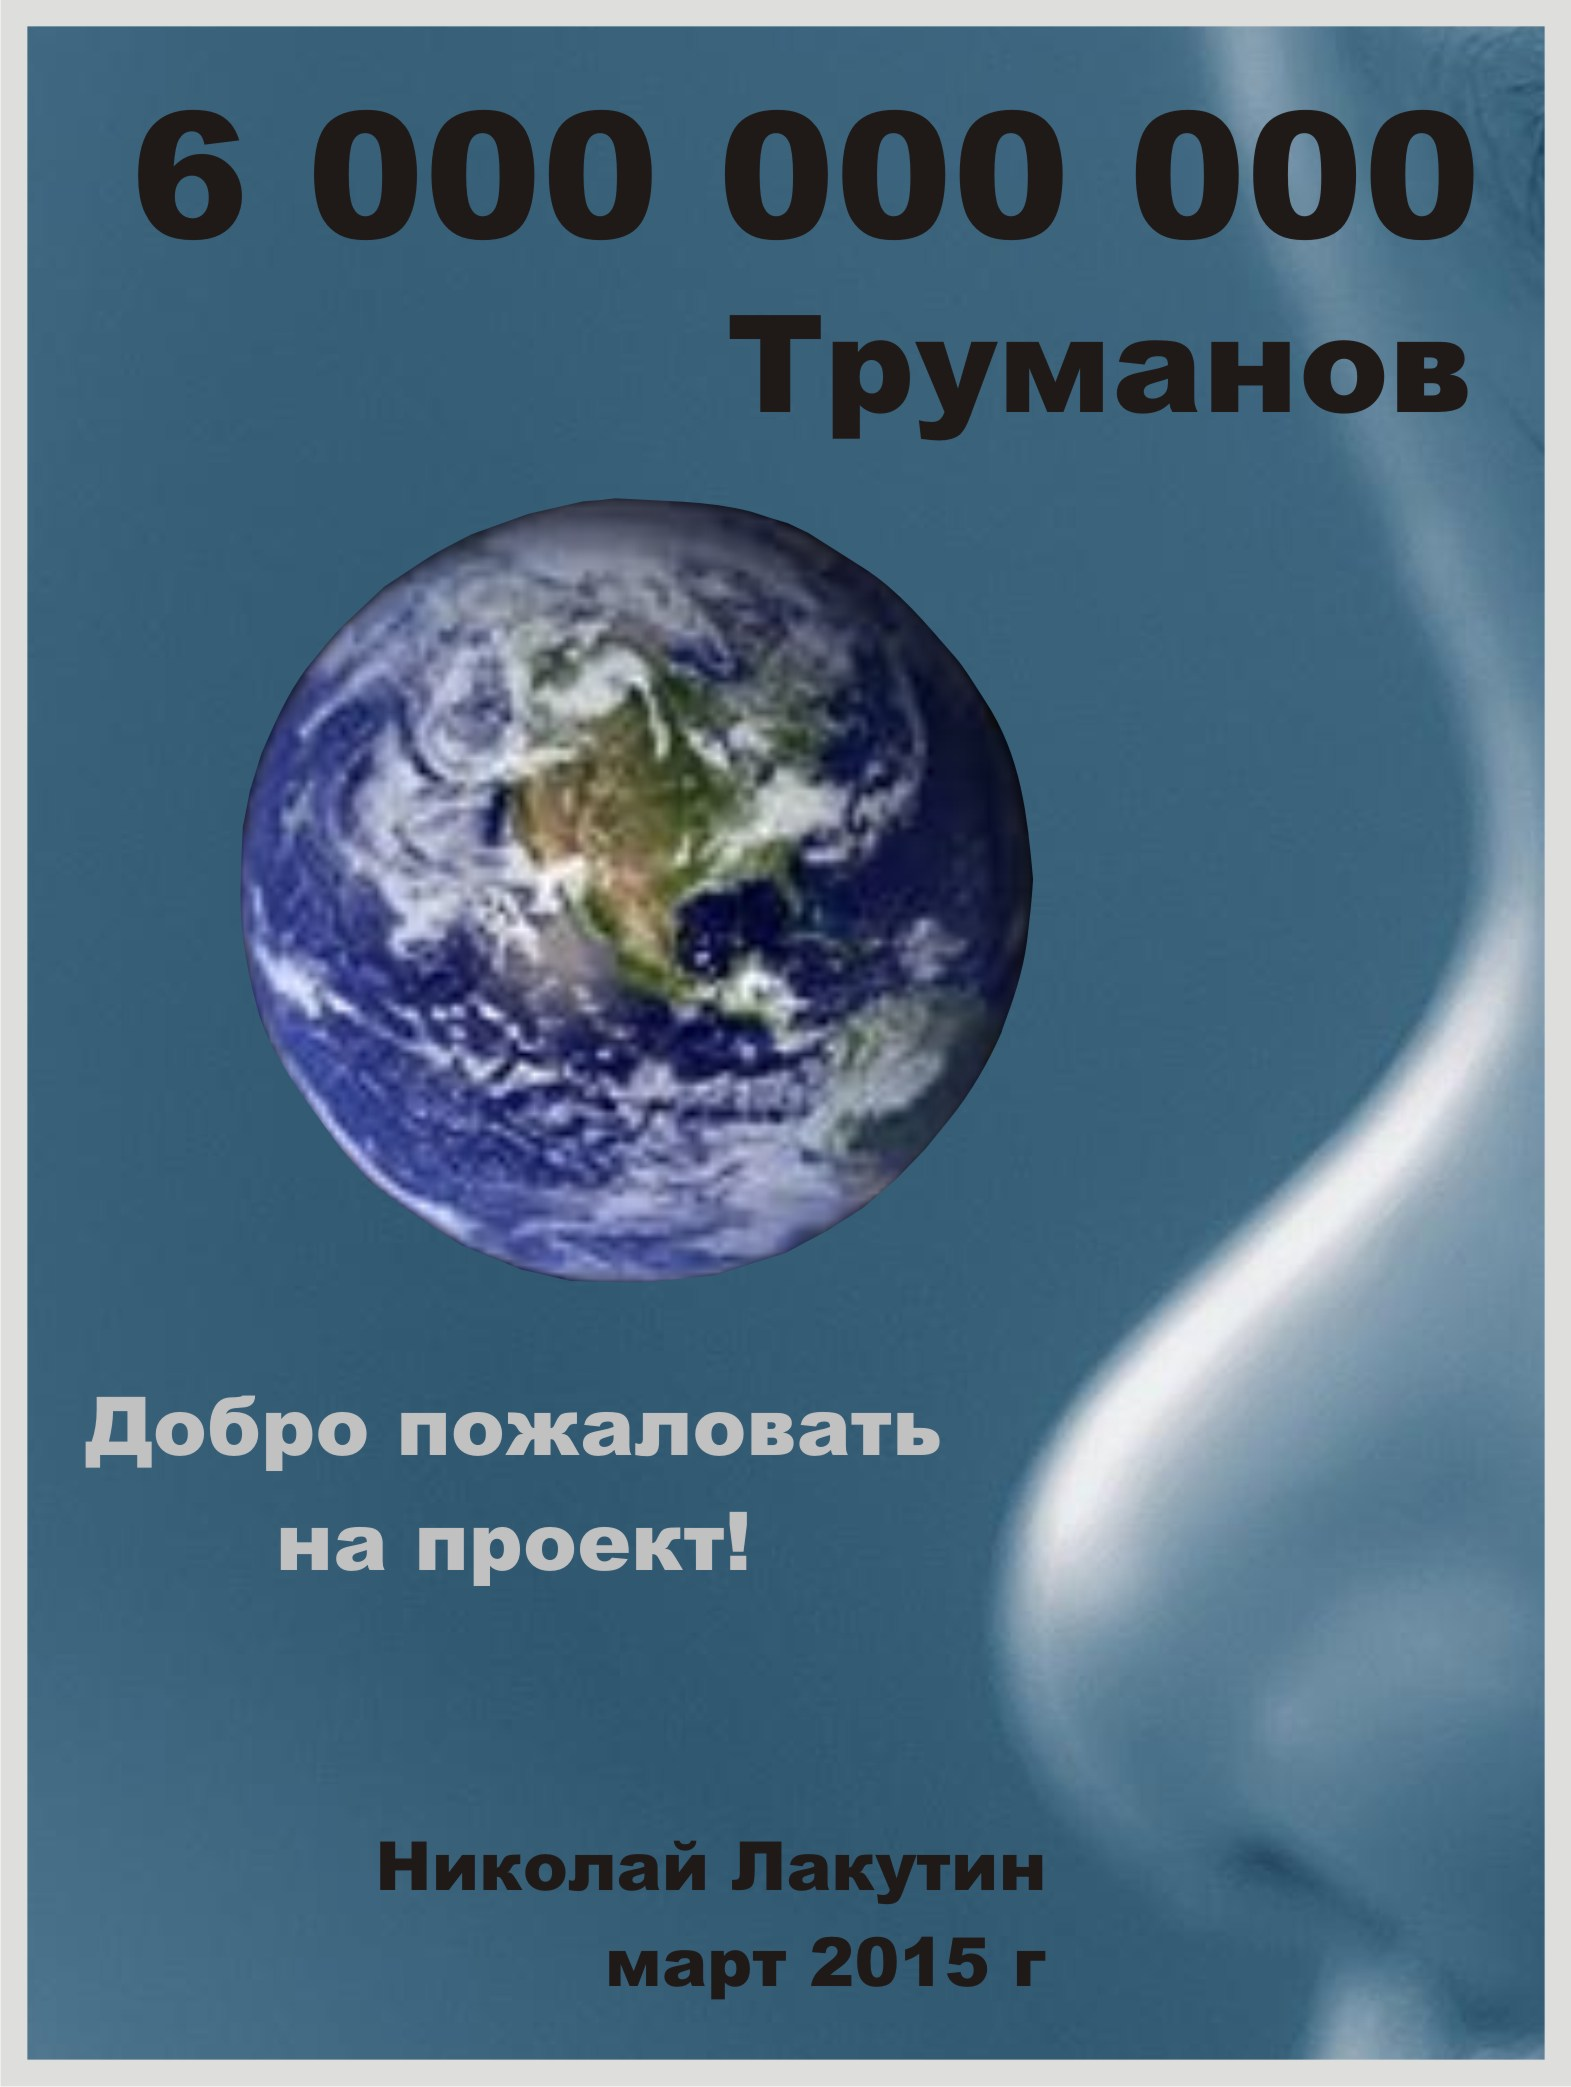 6 000 000 000
Труманов
Добро пожаловать
на проект!
Николай Лакутин
март 2015 г